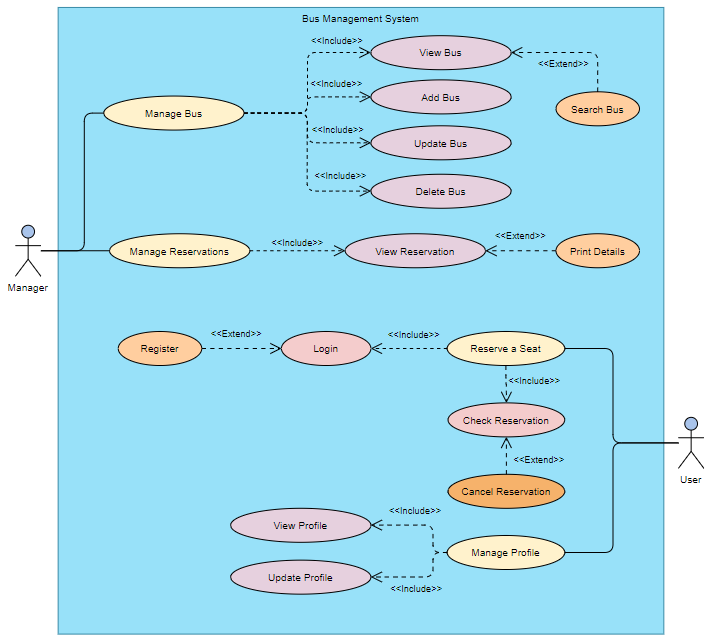 Bus Management System
<<Include>>
View Bus
<<Extend>>
<<Include>>
Add Bus
Search Bus
Manage Bus
<<Include>>
Update Bus
<<Include>>
Delete Bus
Manager
Manage Reservations
<<Include>>
View Reservation
<<Extend>>
Print Details
Register
<<Extend>>
Login
<<Include>>
Reserve a Seat
<<Include>>
Check Reservation
<<Extend>>
User
Cancel Reservation
<<Include>>
View Profile
Manage Profile
Update Profile
<<Include>>